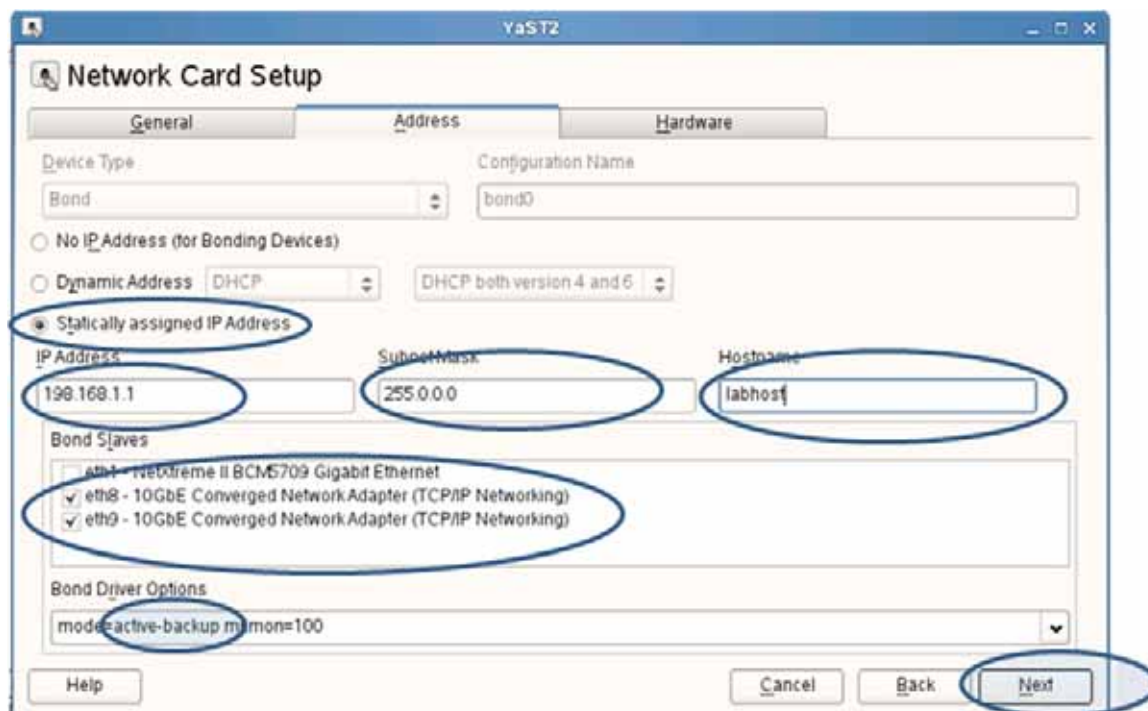 YaST2
Network Card Setup
General Address Hardware
Device Type Configuration Name
Bond bond0
No IP Address (for Bonding Devices)
Dynamic Address DHCP DHCP both version 4 and 6
Statically assigned IP Address
IP Address Subnet Mask Hostname
198.168.1.1 255.0.0.0 labhost
Bond Slaves
eth1 - NetXtreme II BCM5709 Gigabit Ethernet
eth8 - 10GbE Converged Network Adapter (TCP/IP Networking)
eth9 - 10GbE Converged Network Adapter (TCP/IP Networking)
Bond Driver Options
mode=active-backup miimon=100
Help Cancel Back Next